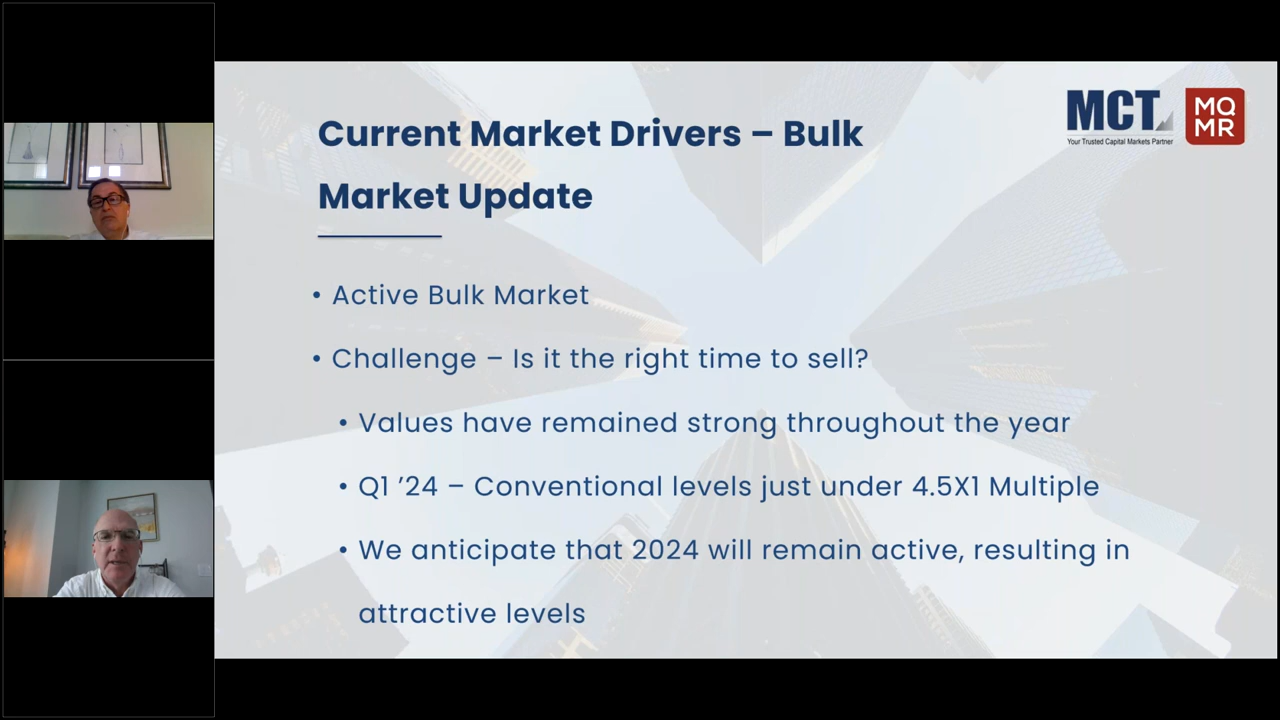 Current Market Drivers – Bulk
Market Update
MCT
Your Trusted Capital Markets Partner
MQ
MR
• Active Bulk Market
• Challenge – Is it the right time to sell?
• Values have remained strong throughout the year
• Q1 ’24 – Conventional levels just under 4.5X1 Multiple
• We anticipate that 2024 will remain active, resulting in
attractive levels